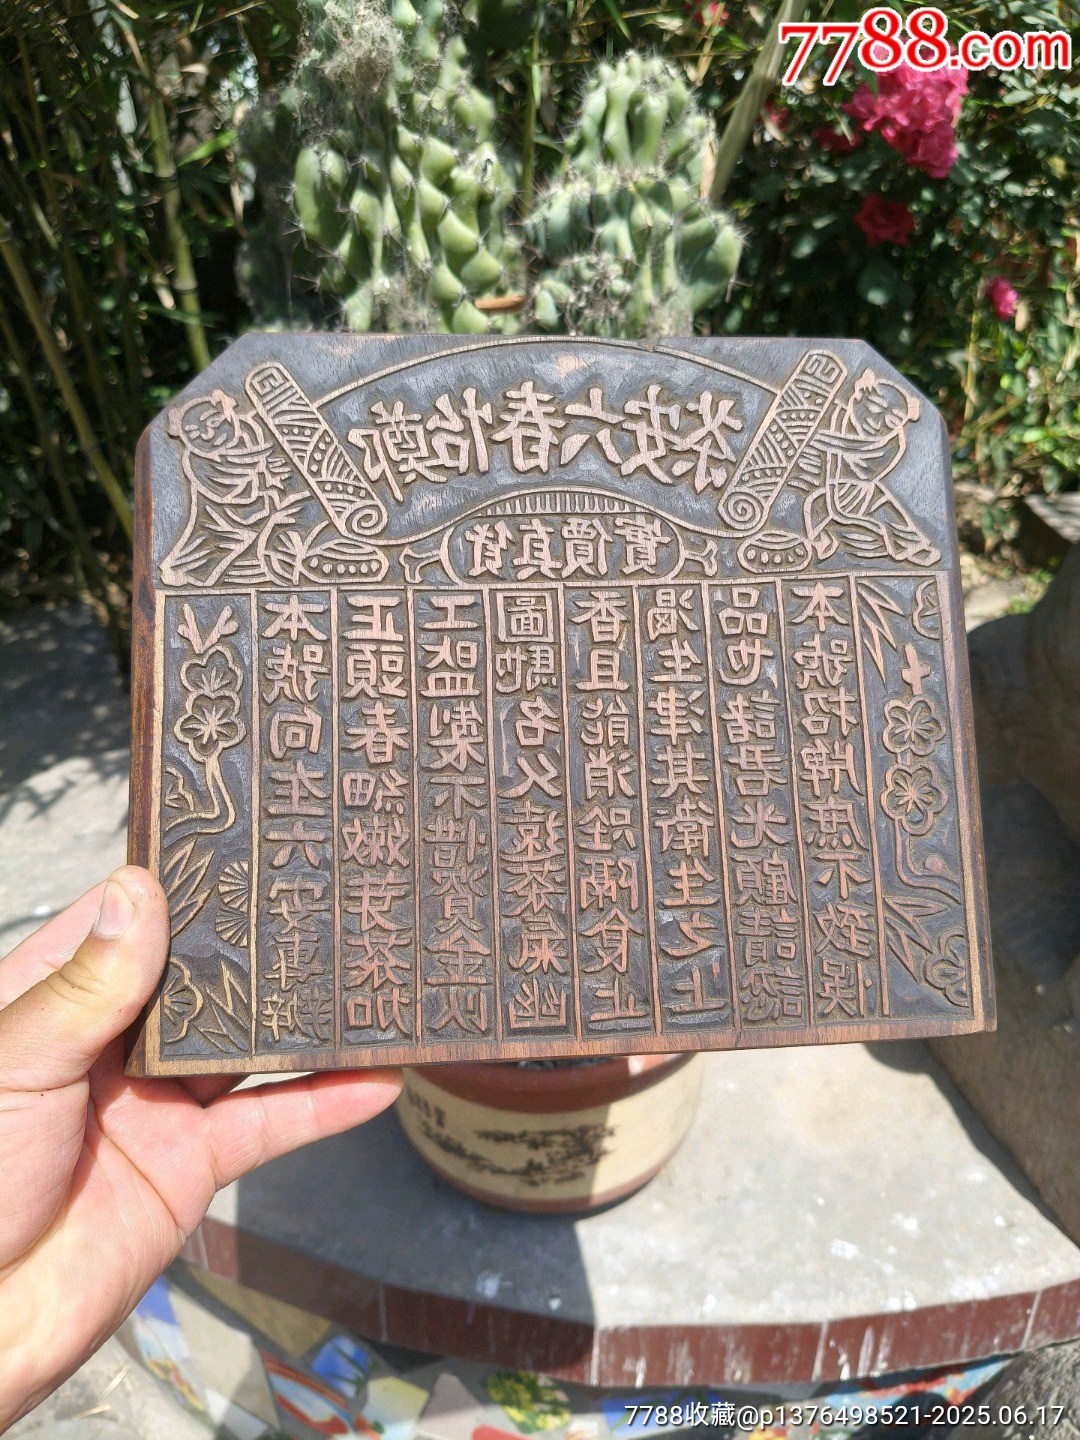 7788.com
鄭怡春六安茶
貨真價實
本號向在六安專辦
正頭春細嫩芽茶加
工監製不惜資金以
圖馳名久遠茶氣幽
香且能消隔食止
渴生津其衛生之上
品也諸君光顧請認
本號招牌庶不致悞
7788收藏@p1376498521-2025.06.17